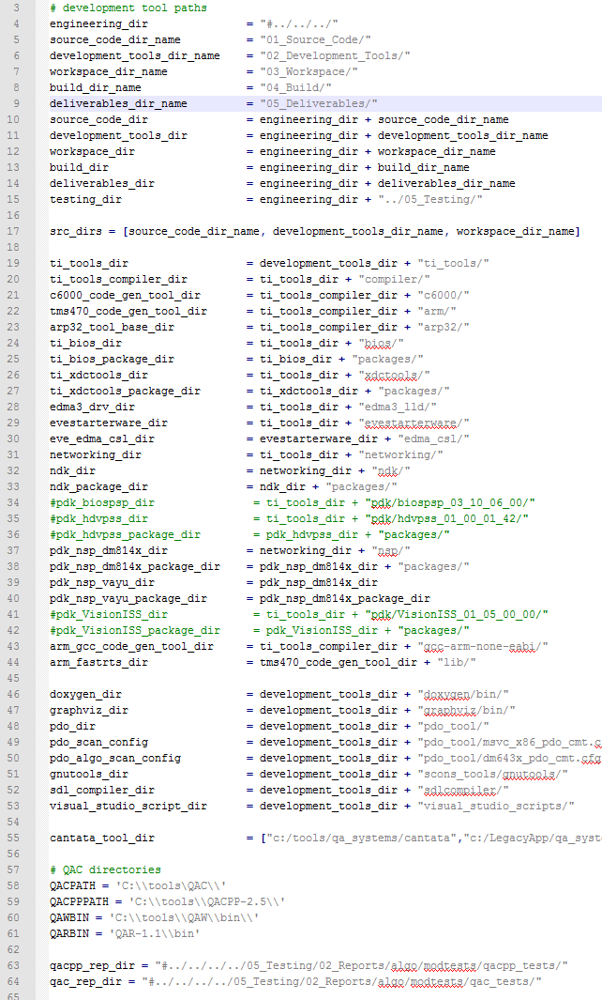 3 # development tool paths
4 engineering_dir = "#../../../"
5 source_code_dir_name = "01_Source_Code/"
6 development_tools_dir_name = "02_Development_Tools/"
7 workspace_dir_name = "03_Workspace/"
8 build_dir_name = "04_Build/"
9 deliverables_dir_name = "05_Deliverables/"
10 source_code_dir = engineering_dir + source_code_dir_name
11 development_tools_dir = engineering_dir + development_tools_dir_name
12 workspace_dir = engineering_dir + workspace_dir_name
13 build_dir = engineering_dir + build_dir_name
14 deliverables_dir = engineering_dir + deliverables_dir_name
15 testing_dir = engineering_dir + "../05_Testing/"
16
17 src_dirs = [source_code_dir_name, development_tools_dir_name, workspace_dir_name]
18
19 ti_tools_dir = development_tools_dir + "ti_tools/"
20 ti_tools_compiler_dir = ti_tools_dir + "compiler/"
21 c6000_code_gen_tool_dir = ti_tools_compiler_dir + "c6000/"
22 tms470_code_gen_tool_dir = ti_tools_compiler_dir + "arm/"
23 arp32_tool_base_dir = ti_tools_compiler_dir + "arp32/"
24 ti_bios_dir = ti_tools_dir + "bios/"
25 ti_bios_package_dir = ti_bios_dir + "packages/"
26 ti_xdctools_dir = ti_tools_dir + "xdctools/"
27 ti_xdctools_package_dir = ti_xdctools_dir + "packages/"
28 edma3_drv_dir = ti_tools_dir + "edma3_lld/"
29 evestarterware_dir = ti_tools_dir + "evestarterware/"
30 eve_edma_csl_dir = evestarterware_dir + "edma_csl/"
31 networking_dir = ti_tools_dir + "networking/"
32 ndk_dir = networking_dir + "ndk/"
33 ndk_package_dir = ndk_dir + "packages/"
34 #pdk_biospsp_dir = ti_tools_dir + "pdk/biospsp_03_10_06_00/"
35 #pdk_hdvpss_dir = ti_tools_dir + "pdk/hdvpss_01_00_01_42/"
36 #pdk_hdvpss_package_dir = pdk_hdvpss_dir + "packages/"
37 pdk_nsp_dm814x_dir = networking_dir + "nsp/"
38 pdk_nsp_dm814x_package_dir = pdk_nsp_dm814x_dir + "packages/"
39 pdk_nsp_vayu_dir = pdk_nsp_dm814x_dir
40 pdk_nsp_vayu_package_dir = pdk_nsp_dm814x_package_dir
41 #pdk_VisionISS_dir = ti_tools_dir + "pdk/VisionISS_01_05_00_00/"
42 #pdk_VisionISS_package_dir = pdk_VisionISS_dir + "packages/"
43 arm_gcc_code_gen_tool_dir = ti_tools_compiler_dir + "gcc-arm-none-eabi/"
44 arm_fastrts_dir = tms470_code_gen_tool_dir + "lib/"
45
46 doxygen_dir = development_tools_dir + "doxygen/bin/"
47 graphviz_dir = development_tools_dir + "graphviz/bin/"
48 pdo_dir = development_tools_dir + "pdo_tool/"
49 pdo_scan_config = development_tools_dir + "pdo_tool/msvc_x86_pdo_cmt.c
50 pdo_algo_scan_config = development_tools_dir + "pdo_tool/dm643x_pdo_cmt.cfg
51 gnutools_dir = development_tools_dir + "scons_tools/gnutools/"
52 sdl_compiler_dir = development_tools_dir + "sdlcompiler/"
53 visual_studio_script_dir = development_tools_dir + "visual_studio_scripts/"
54
55 cantata_tool_dir = ["c:/tools/qa_systems/cantata","c:/LegacyApp/qa_syst
56
57 # QAC directories
58 QACPATH = 'C:\\tools\QAC\\'
59 QACPPPATH = 'C:\\tools\\QACPP-2.5\\'
60 QAWBIN = 'C:\\tools\\QAW\\bin\\'
61 QARBIN = 'QAR-1.1\\bin'
62
63 qacpp_rep_dir = "#../../../../05_Testing/02_Reports/algo/modtests/qacpp_tests/"
64 qac_rep_dir = "#../../../../05_Testing/02_Reports/algo/modtests/qac_tests/"
65